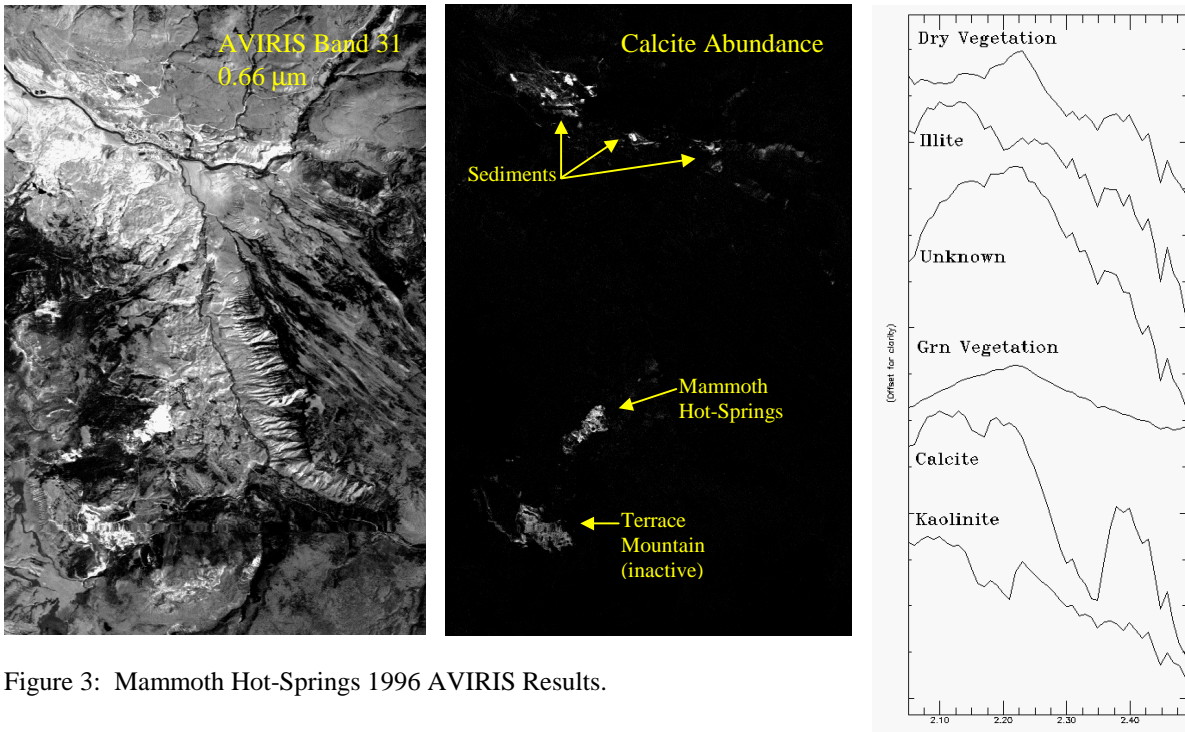 AVIRIS Band 31
0.66 µm
Calcite Abundance
Sediments
Mammoth
Hot-Springs
Terrace
Mountain
(inactive)
Dry Vegetation
Illite
Unknown
Grn Vegetation
Calcite
Kaolinite
(Offset for clarity)
2.10 2.20 2.30 2.40
Figure 3: Mammoth Hot-Springs 1996 AVIRIS Results.